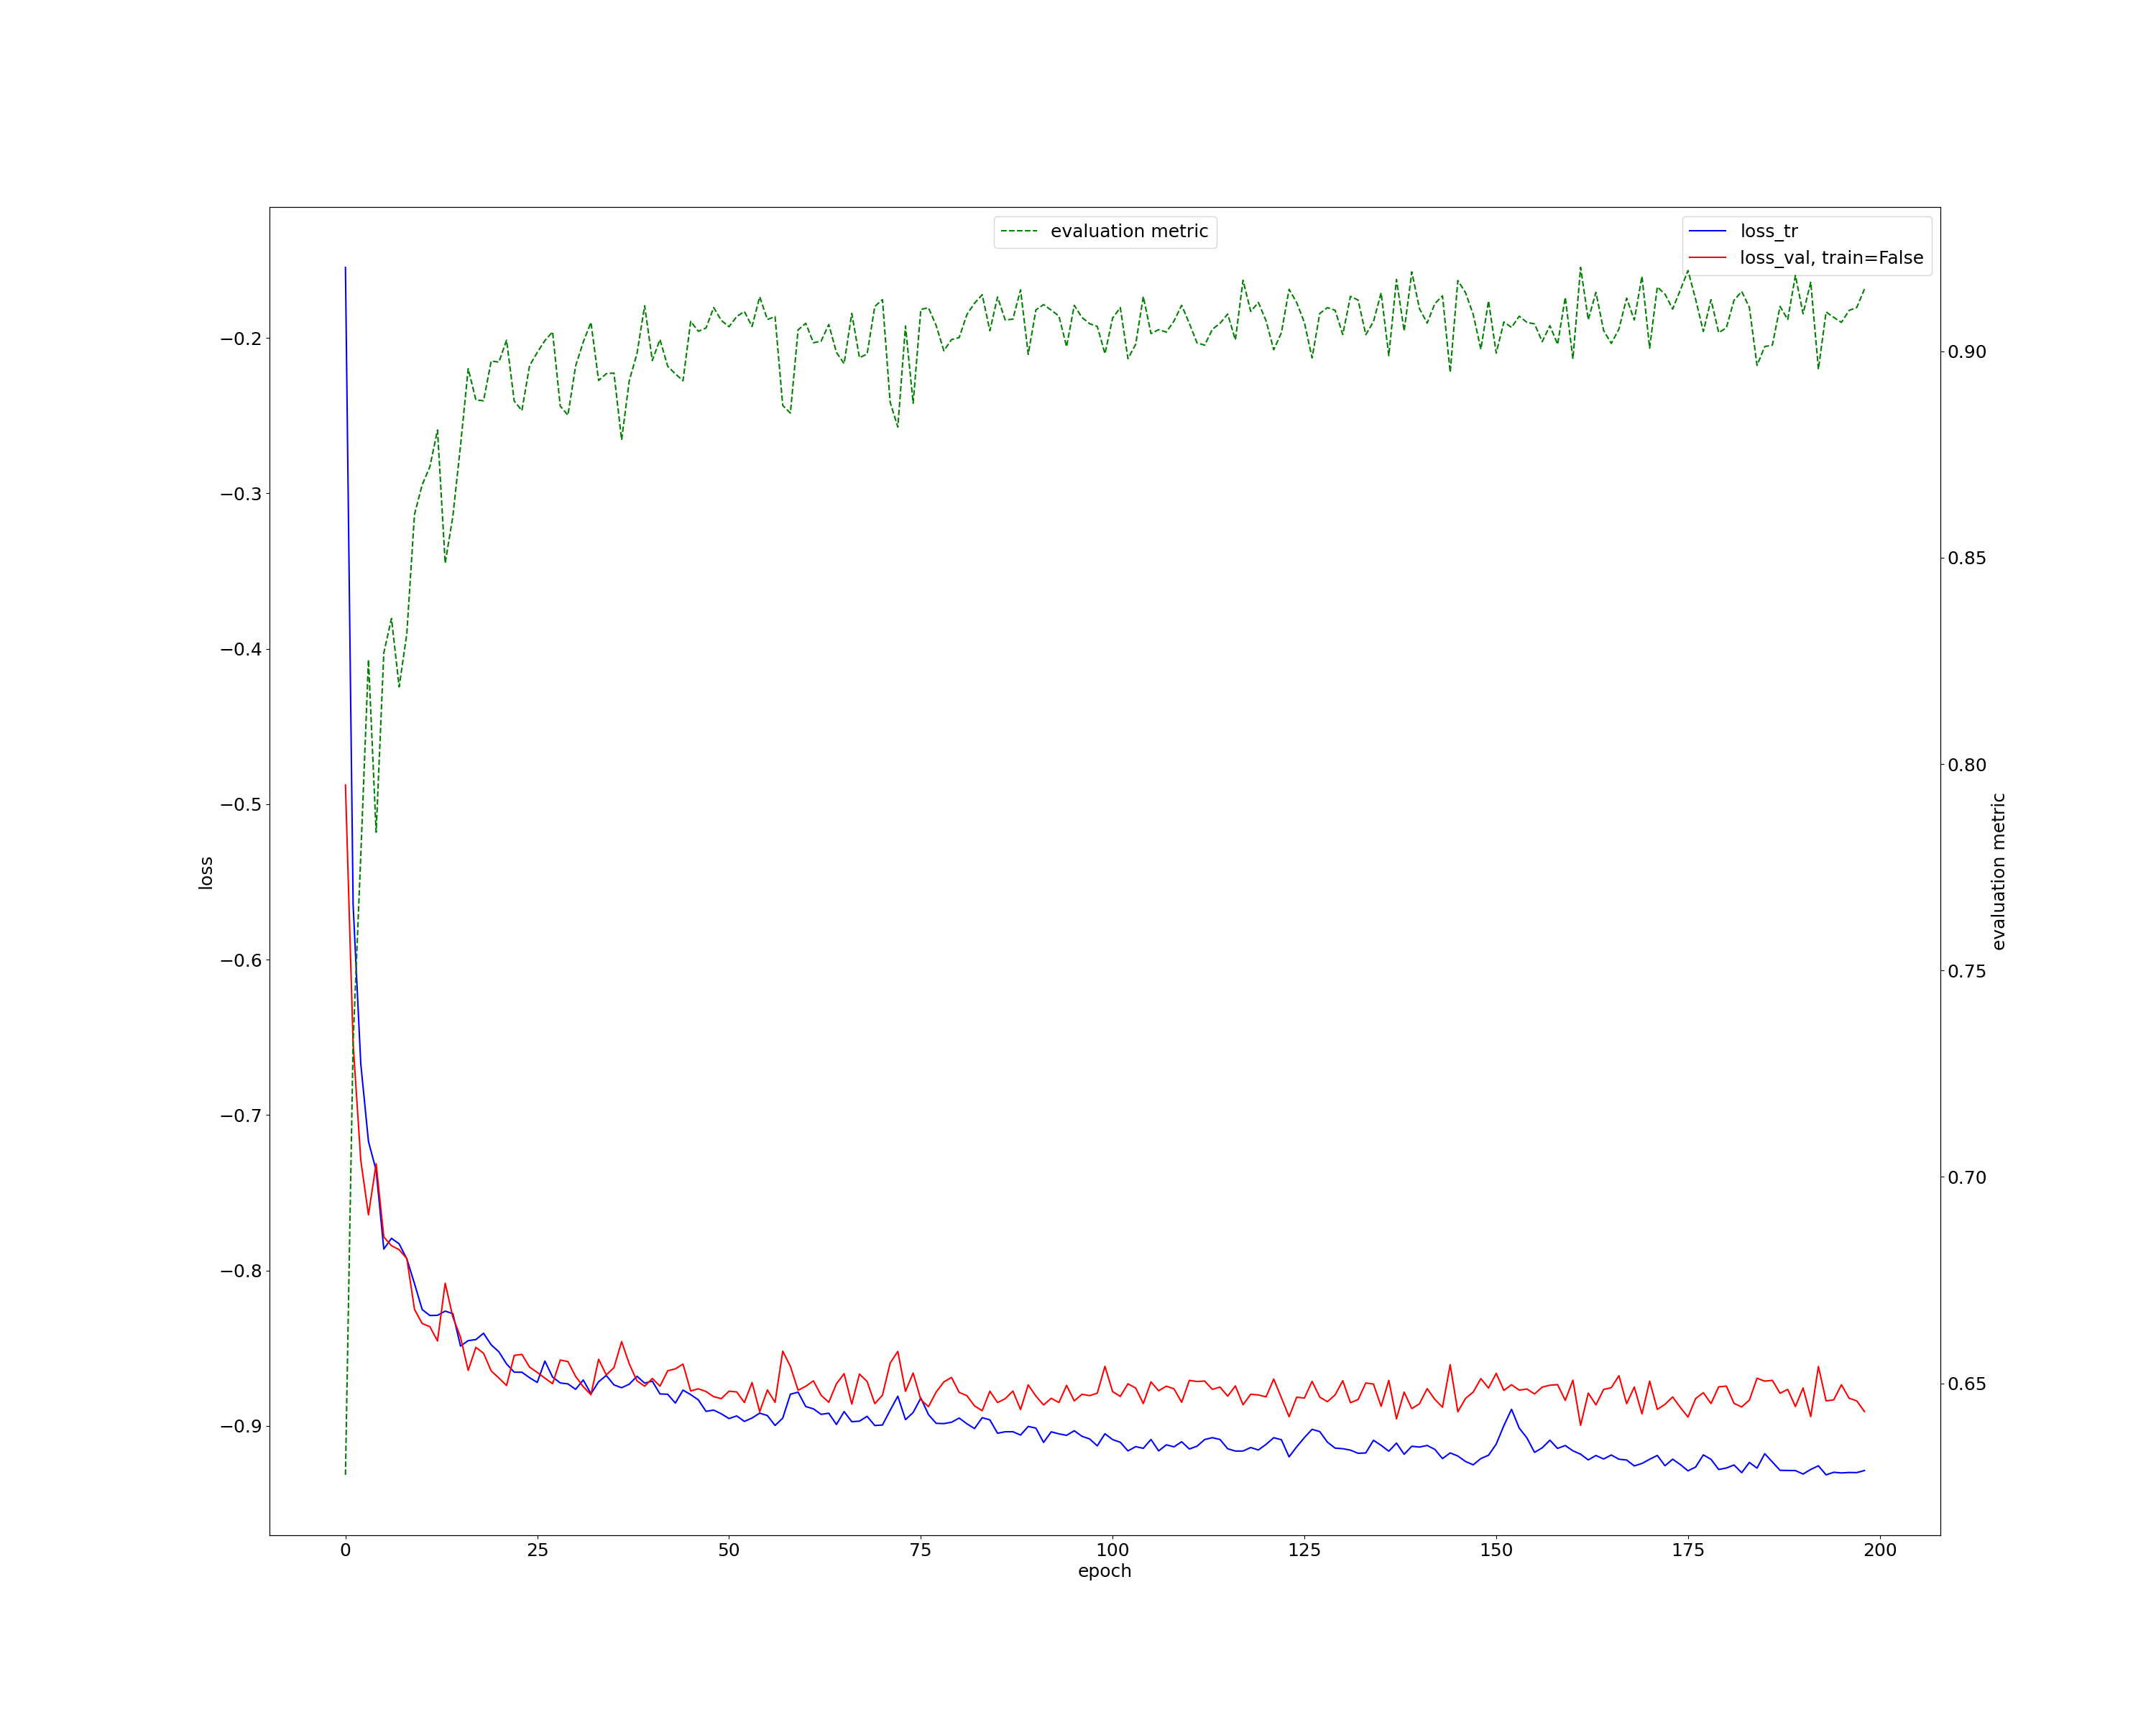 evaluation metric
loss_tr
loss_val, train=False
−0.2
−0.3
−0.4
−0.5
−0.6
−0.7
−0.8
−0.9
loss
0.90
0.85
0.80
0.75
0.70
0.65
evaluation metric
0 25 50 75 100 125 150 175 200
epoch